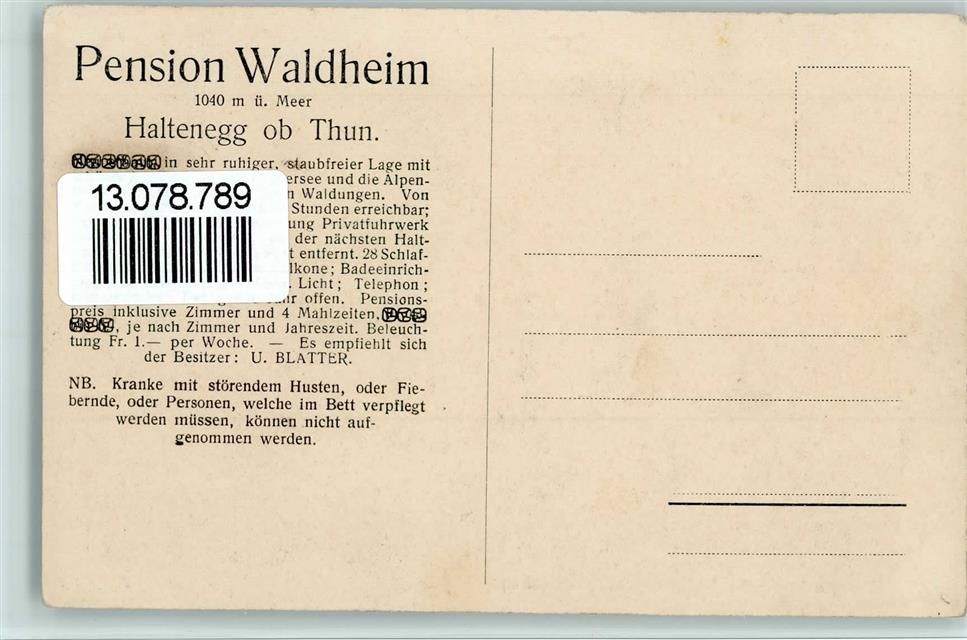 Pension Waldheim
1040 m ü. Meer
Haltenegg ob Thun.
in sehr ruhiger, staubfreier Lage mit
ersee und die Alpen-
n Waldungen. Von
Stunden erreichbar;
ung Privatfuhrwerk
der nächsten Halt-
t entfernt. 28 Schlaf-
lkone; Badeeinrich-
. Licht; Telephon;
offen. Pensions-
preis inklusive Zimmer und 4 Mahlzeiten,
, je nach Zimmer und Jahreszeit. Beleuch-
tung Fr. 1.— per Woche. — Es empfiehlt sich
der Besitzer: U. BLATTER.
NB. Kranke mit störendem Husten, oder Fie-
bernde, oder Personen, welche im Bett verpflegt
werden müssen, können nicht auf-
genommen werden.
13.078.789